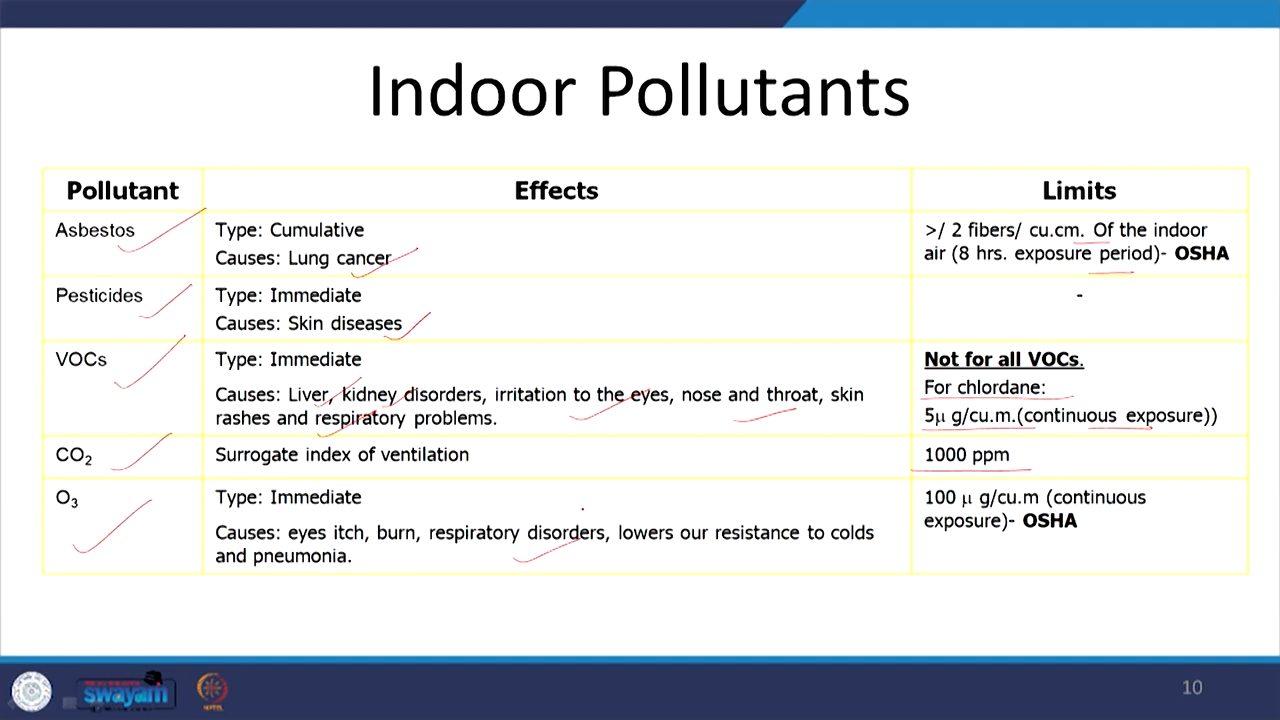 Indoor Pollutants
Pollutant Effects Limits
Asbestos
Type: Cumulative
Causes: Lung cancer
>/ 2 fibers/ cu.cm. Of the indoor
air (8 hrs. exposure period)- OSHA
Pesticides
Type: Immediate
Causes: Skin diseases
-
VOCs
Type: Immediate
Causes: Liver, kidney disorders, irritation to the eyes, nose and throat, skin
rashes and respiratory problems.
Not for all VOCs.
For chlordane:
5μ g/cu.m.(continuous exposure))
CO₂
Surrogate index of ventilation
1000 ppm
O₃
Type: Immediate
Causes: eyes itch, burn, respiratory disorders, lowers our resistance to colds
and pneumonia.
100 μ g/cu.m (continuous
exposure)- OSHA
swayam
10